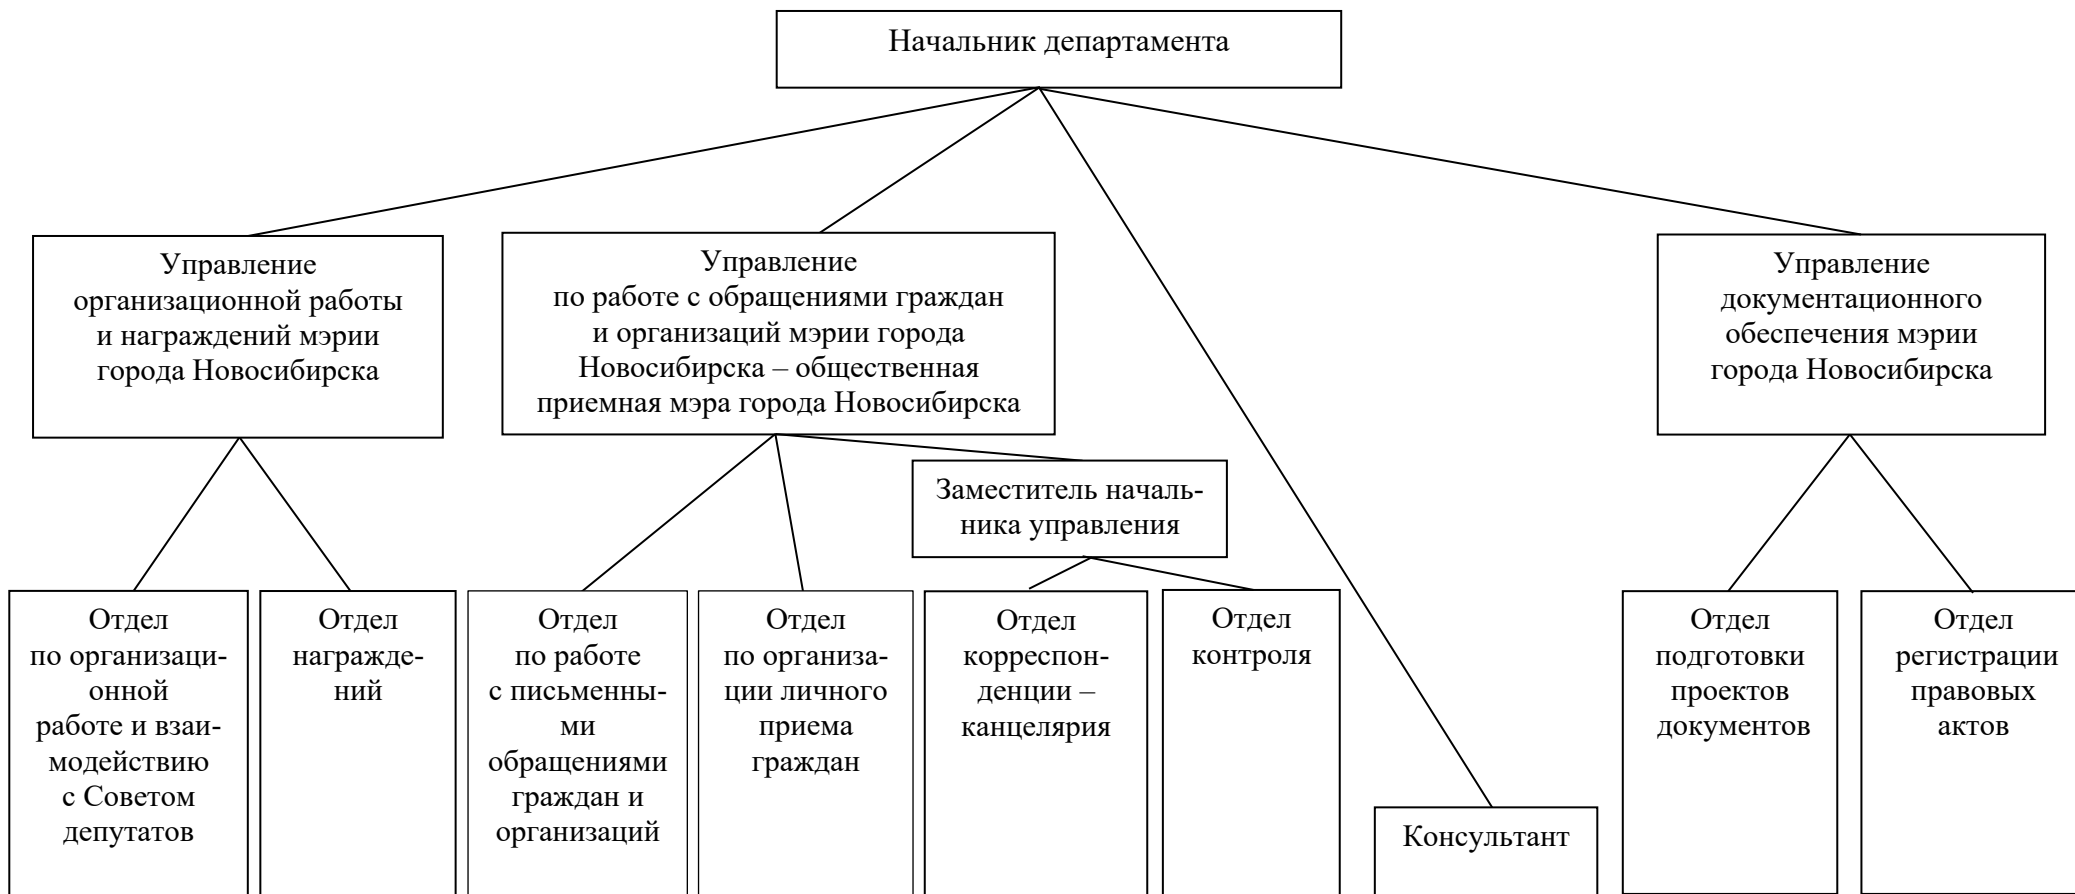 Начальник департамента
Управление
организационной работы
и награждений мэрии
города Новосибирска
Управление
по работе с обращениями граждан
и организаций мэрии города
Новосибирска – общественная
приемная мэра города Новосибирска
Управление
документационного
обеспечения мэрии
города Новосибирска
Заместитель началь-
ника управления
Отдел
по организаци-
онной
работе и взаи-
модействию
с Советом
депутатов
Отдел
награжде-
ний
Отдел
по работе
с письменны-
ми
обращениями
граждан и
организаций
Отдел
по организа-
ции личного
приема
граждан
Отдел
корреспон-
денции –
канцелярия
Отдел
контроля
Консультант
Отдел
подготовки
проектов
документов
Отдел
регистрации
правовых
актов